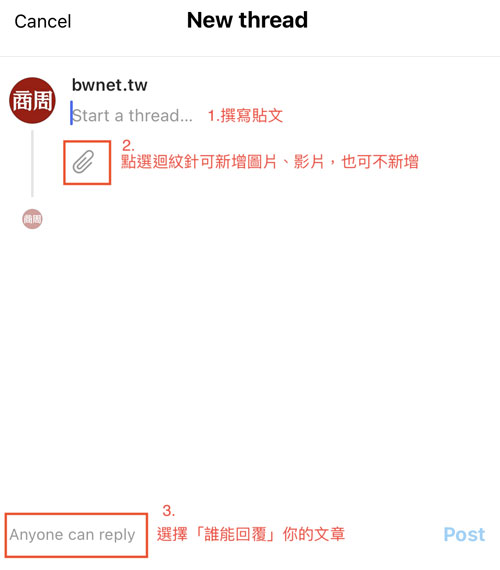 Cancel
New thread
商周
bwnet.tw
Start a thread...
1.撰寫貼文
2.
點選迴紋針可新增圖片、影片，也可不新增
商周
3.
Anyone can reply
選擇「誰能回覆」你的文章
Post